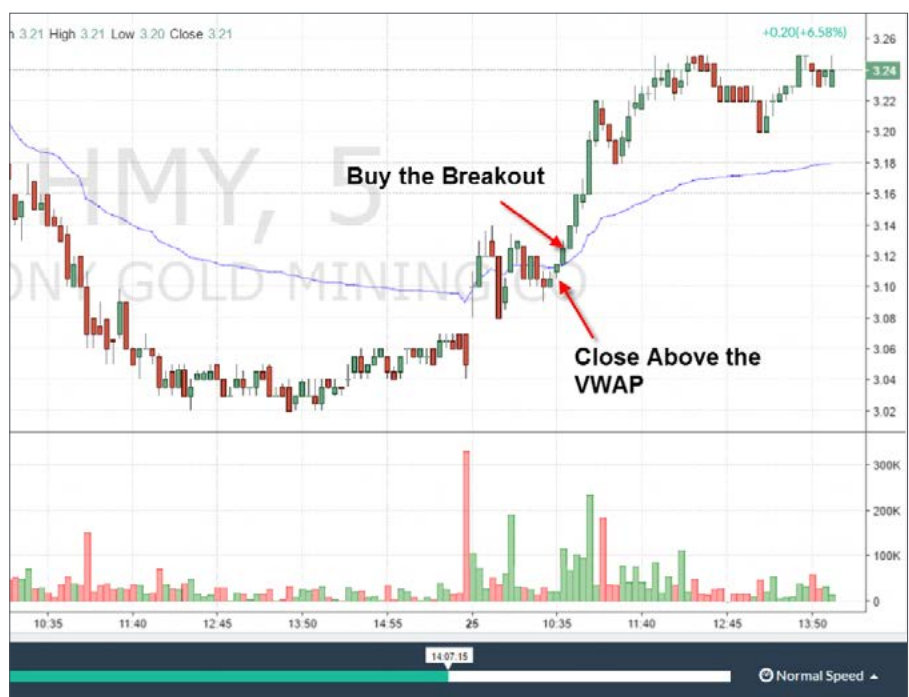 3.21 High 3.21 Low 3.20 Close 3.21
+0.20(+6.58%)
3.26
3.24
3.22
3.20
3.18
3.16
3.14
3.12
3.10
3.08
3.06
3.04
3.02
HMY, 5
ONY GOLD MINING CO
Buy the Breakout
Close Above the
VWAP
300K
200K
100K
0
10:35 11:40 12:45 13:50 14:55 25 10:35 11:40 12:45 13:50
14:07:15
Normal Speed